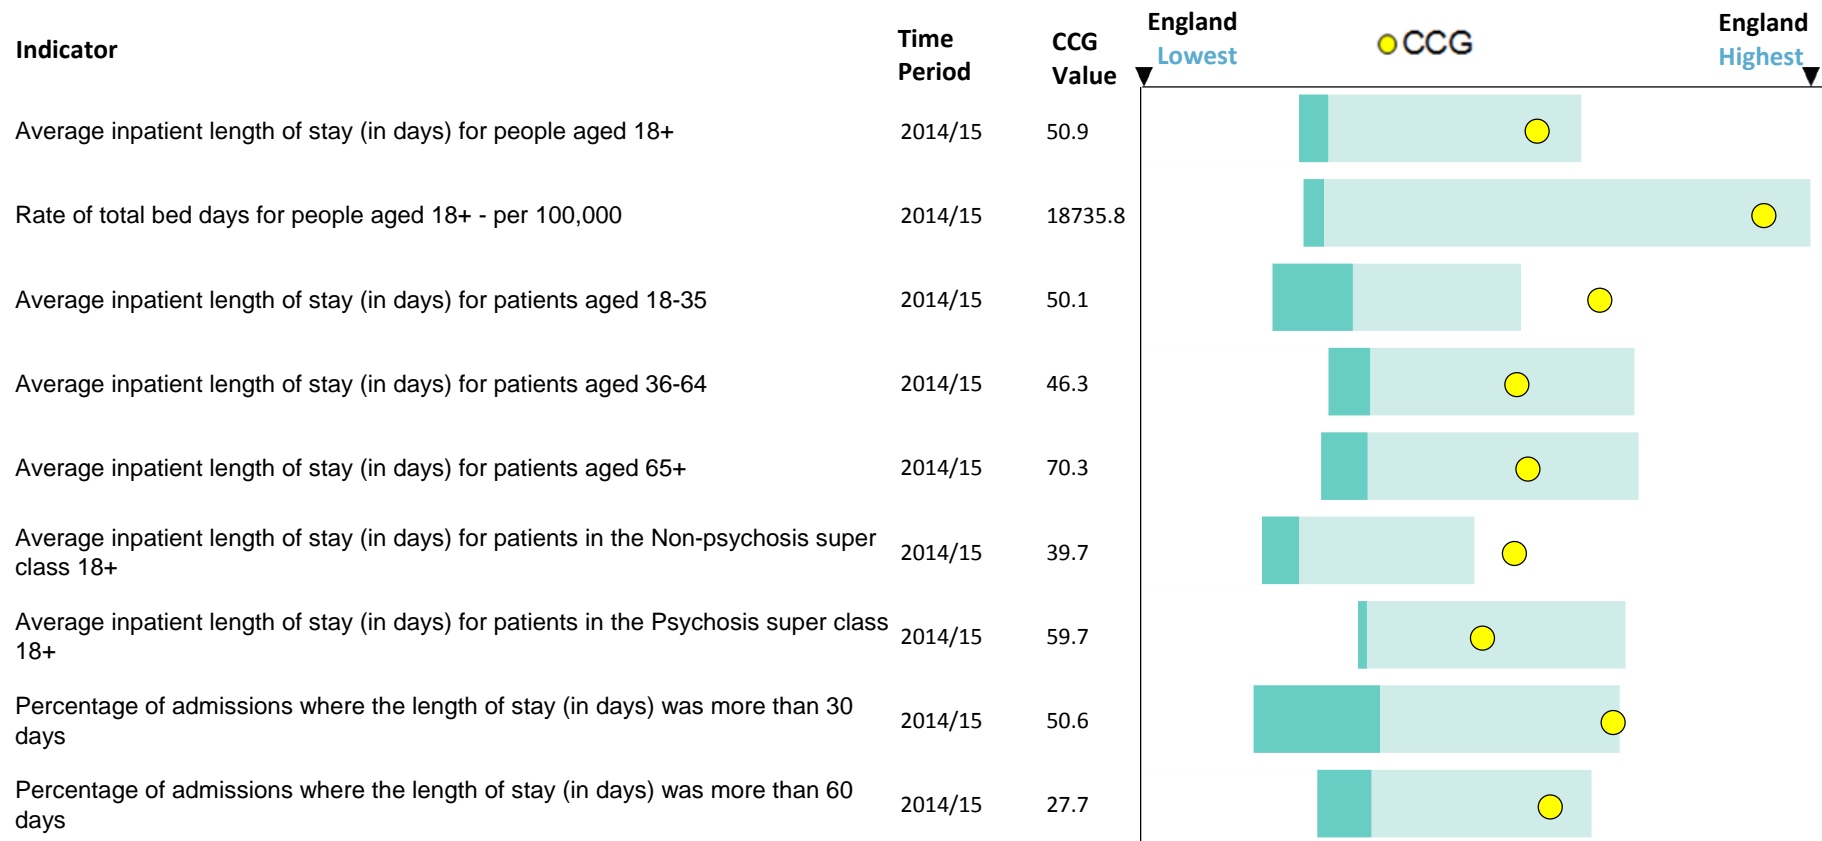 Indicator
Time
Period
CCG
Value
England
Lowest
CCG
England
Highest
Average inpatient length of stay (in days) for people aged 18+ 2014/15 50.9
Rate of total bed days for people aged 18+ - per 100,000 2014/15 18735.8
Average inpatient length of stay (in days) for patients aged 18-35 2014/15 50.1
Average inpatient length of stay (in days) for patients aged 36-64 2014/15 46.3
Average inpatient length of stay (in days) for patients aged 65+ 2014/15 70.3
Average inpatient length of stay (in days) for patients in the Non-psychosis super
class 18+
2014/15 39.7
Average inpatient length of stay (in days) for patients in the Psychosis super class
18+
2014/15 59.7
Percentage of admissions where the length of stay (in days) was more than 30
days
2014/15 50.6
Percentage of admissions where the length of stay (in days) was more than 60
days
2014/15 27.7